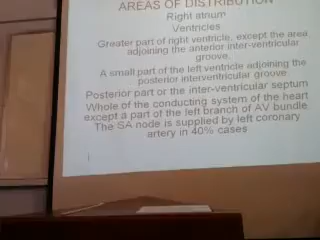 AREAS OF DISTRIBUTION
Right atrium
Ventricles
Greater part of right ventricle, except the area
adjoining the anterior inter-ventricular
groove.
A small part of the left ventricle adjoining the
posterior interventricular groove.
Posterior part or the inter-ventricular septum
Whole of the conducting system of the heart
except a part of the left branch of AV bundle.
The SA node is supplied by left coronary
artery in 40% cases